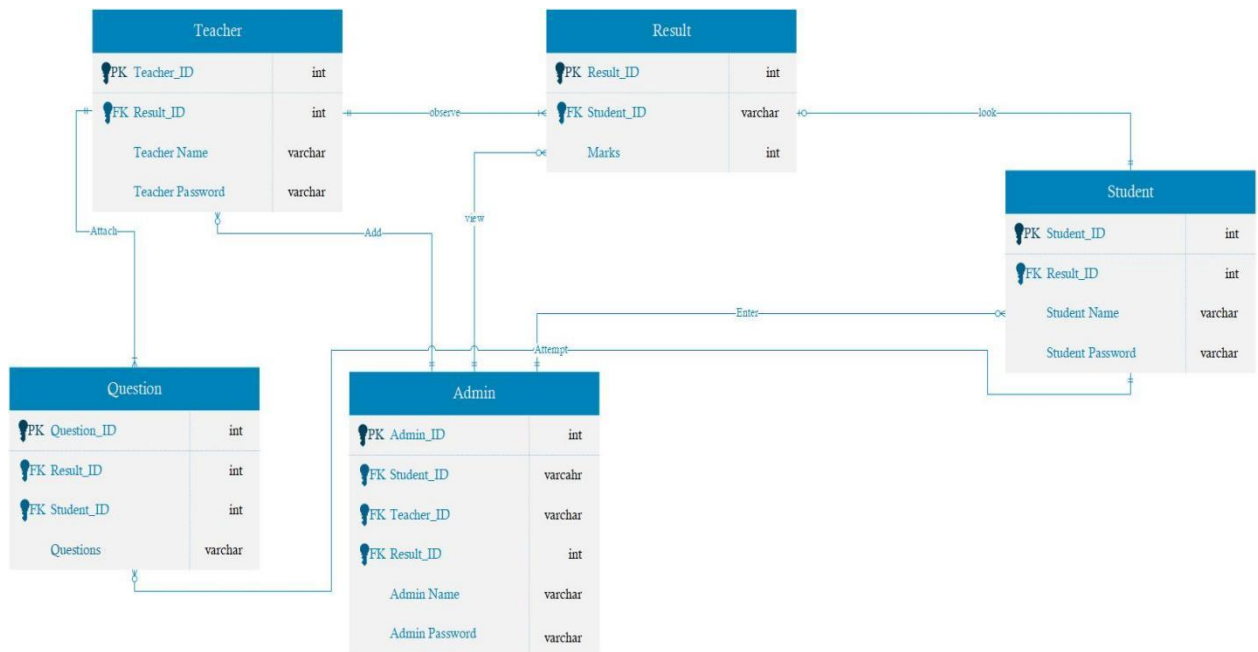 Teacher
PK Teacher_ID int
FK Result_ID int
Teacher Name varchar
Teacher Password varchar
Result
PK Result_ID int
FK Student_ID varchar
Marks int
observe
look
view
Add
Attach
Student
PK Student_ID int
FK Result_ID int
Student Name varchar
Student Password varchar
Enter
Attempt
Question
PK Question_ID int
FK Result_ID int
FK Student_ID int
Questions varchar
Admin
PK Admin_ID int
FK Student_ID varcahr
FK Teacher_ID varchar
FK Result_ID int
Admin Name varchar
Admin Password varchar